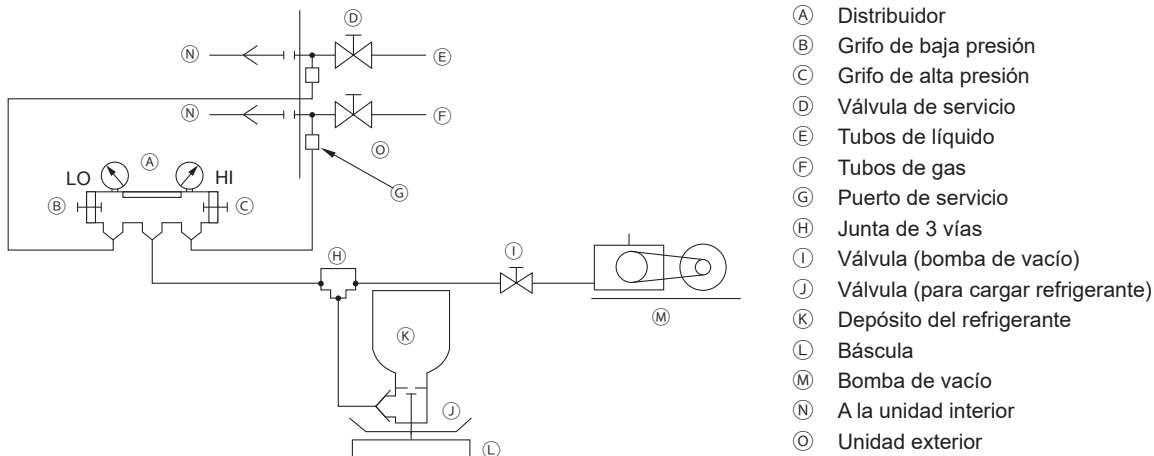 Ⓓ
Ⓝ
Ⓔ
Ⓝ
Ⓕ
Ⓞ
Ⓐ
LO
HI
Ⓖ
Ⓑ
Ⓒ
Ⓗ
Ⓘ
Ⓜ
Ⓚ
Ⓙ
Ⓛ
Ⓐ Distribuidor
Ⓑ Grifo de baja presión
Ⓒ Grifo de alta presión
Ⓓ Válvula de servicio
Ⓔ Tubos de líquido
Ⓕ Tubos de gas
Ⓖ Puerto de servicio
Ⓗ Junta de 3 vías
Ⓘ Válvula (bomba de vacío)
Ⓙ Válvula (para cargar refrigerante)
Ⓚ Depósito del refrigerante
Ⓛ Báscula
Ⓜ Bomba de vacío
Ⓝ A la unidad interior
Ⓞ Unidad exterior